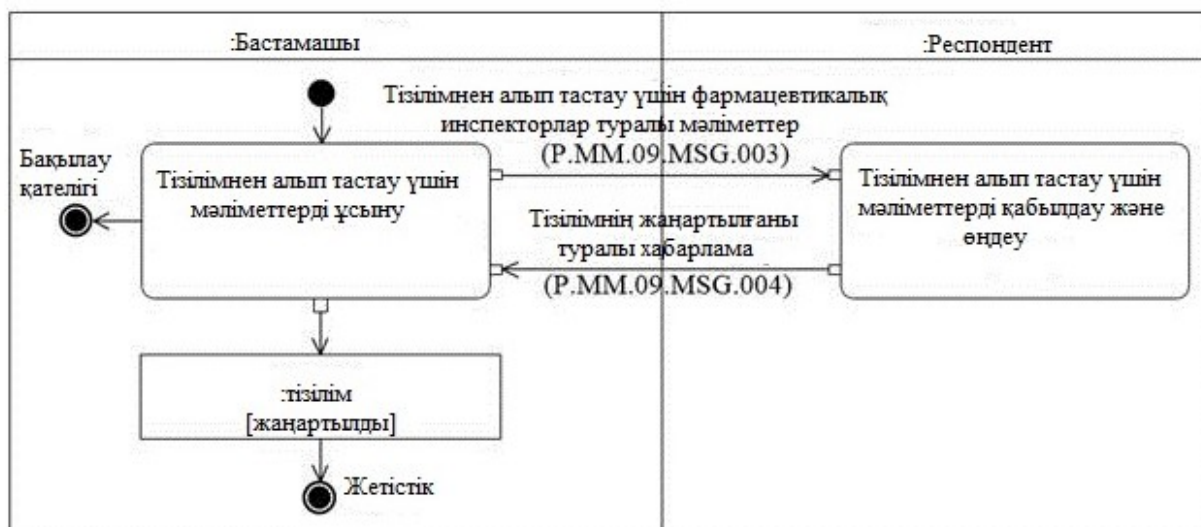 :Бастамашы
:Респондент
Тізілімнен алып тастау үшін фармацевтикалық
инспекторлар туралы мәліметтер
(P.MM.09.MSG.003)
Бақылау
қателігі
Тізілімнен алып тастау үшін
мәліметтерді ұсыну
Тізілімнен алып тастау үшін
мәліметтерді қабылдау және
өңдеу
Тізілімнің жаңартылғаны
туралы хабарлама
(P.MM.09.MSG.004)
:тізілім
[жаңартылды]
Жетістік